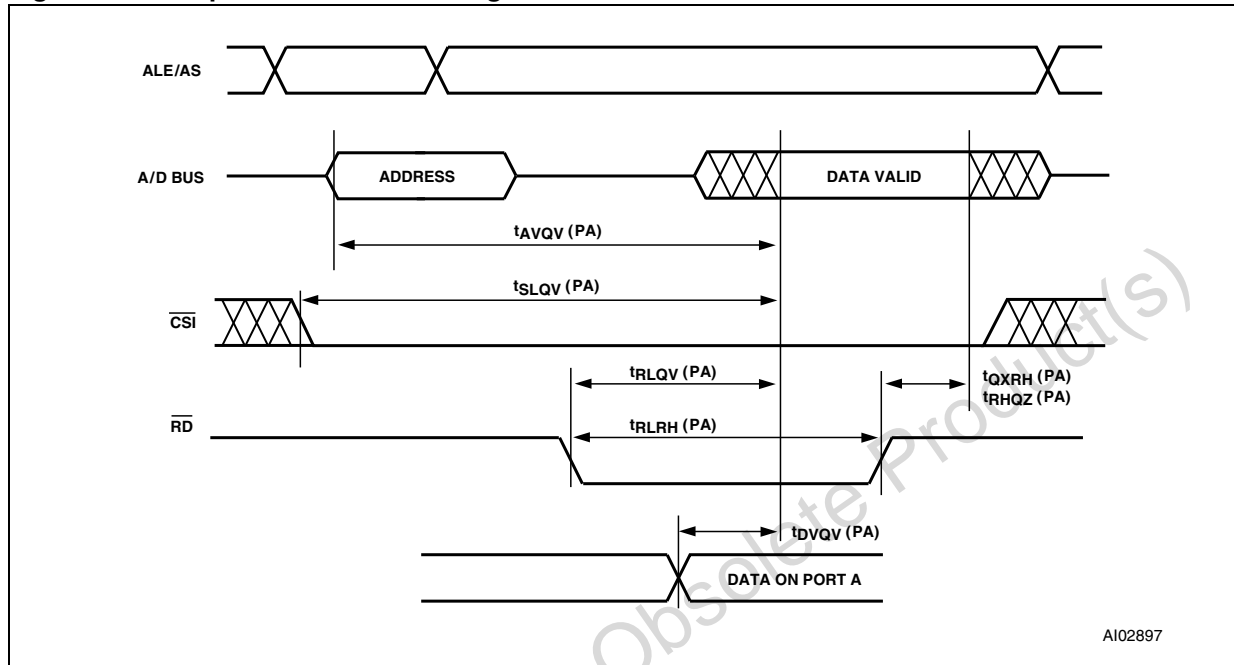 ALE/AS
A/D BUS
ADDRESS
DATA VALID
tAVQV (PA)
tSLQV (PA)
CSI
tRLQV (PA)
tQXRH (PA)
tRHQZ (PA)
tRLRH (PA)
RD
tDVQV (PA)
DATA ON PORT A
Obsolete Product(s)
AI02897